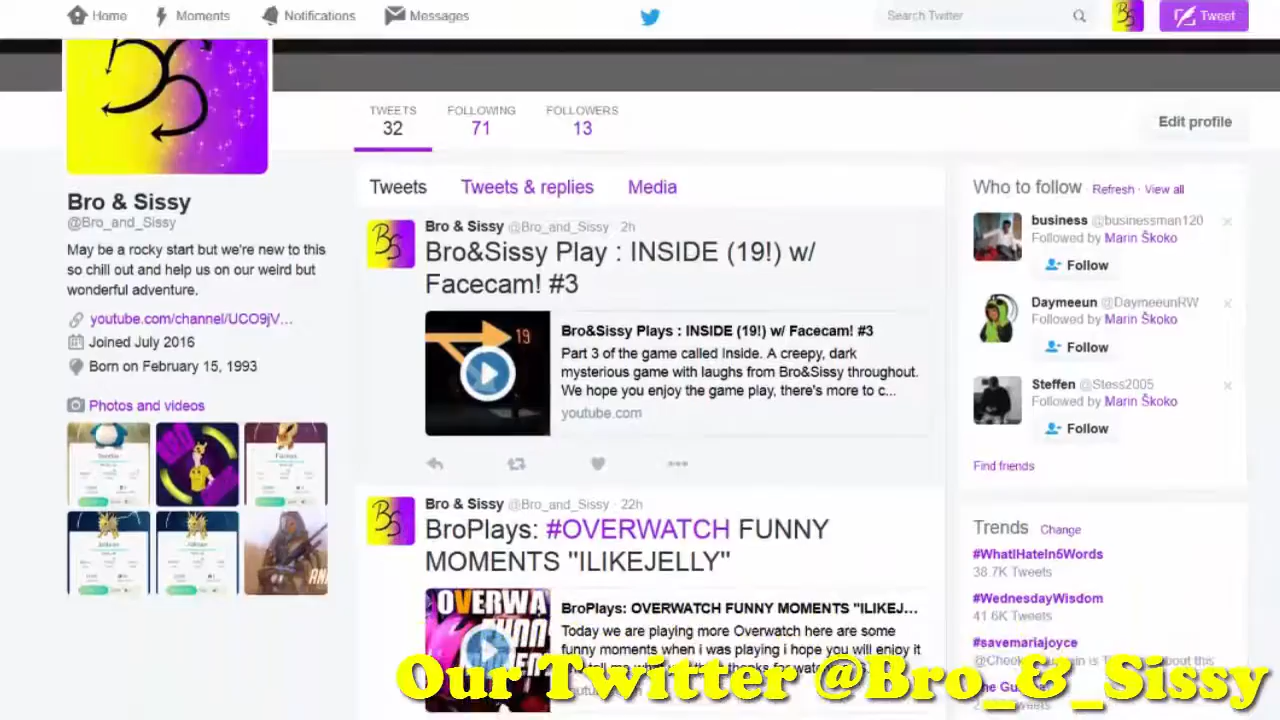 Home Moments Notifications Messages Search Twitter BS Tweet
BS
TWEETS FOLLOWING FOLLOWERS
32 71 13
Edit profile
Bro & Sissy
@Bro_and_Sissy
May be a rocky start but we're new to this
so chill out and help us on our weird but
wonderful adventure.
youtube.com/channel/UCO9jV...
Joined July 2016
Born on February 15, 1993
Photos and videos
Tweets Tweets & replies Media
BS
Bro & Sissy @Bro_and_Sissy · 2h
Bro&Sissy Play : INSIDE (19!) w/
Facecam! #3
19
Bro&Sissy Plays : INSIDE (19!) w/ Facecam! #3
Part 3 of the game called Inside. A creepy, dark
mysterious game with laughs from Bro&Sissy throughout.
We hope you enjoy the game play, there's more to c...
youtube.com
BS
Bro & Sissy @Bro_and_Sissy · 22h
BroPlays: #OVERWATCH FUNNY
MOMENTS "ILIKEJELLY"
OVERWA
BroPlays: OVERWATCH FUNNY MOMENTS "ILIKEJ...
Today we are playing more Overwatch here are some
funny moments when i was playing i hope you will enjoy it
Who to follow Refresh · View all
business @businessman120
Followed by Marin Škoko
Follow
Daymeeun @DaymeeunRW
Followed by Marin Škoko
Follow
Steffen @Stess2005
Followed by Marin Škoko
Follow
Find friends
Trends Change
#WhatIHateIn5Words
38.7K Tweets
#WednesdayWisdom
41.6K Tweets
#savemariajoyce
Our Twitter @Bro_&_Sissy